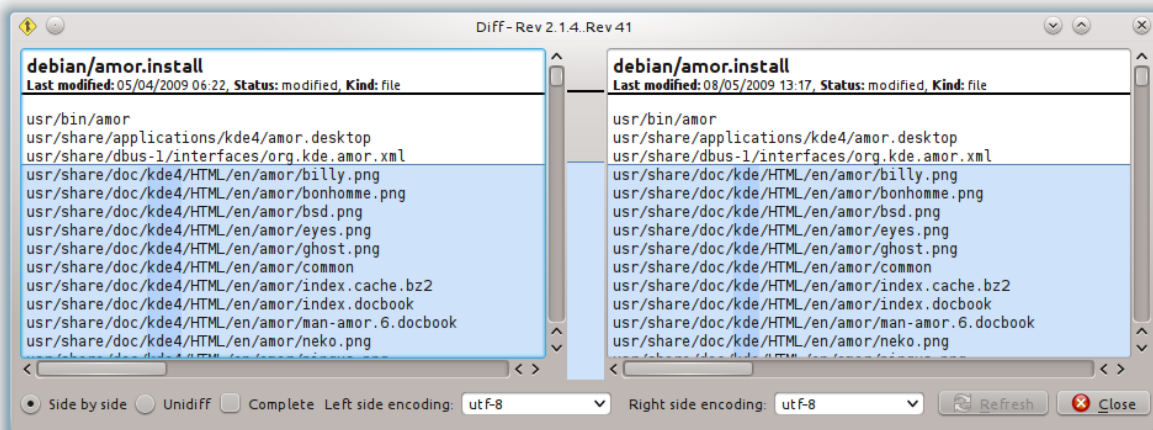 Diff - Rev 2.1.4..Rev 41
debian/amor.install
Last modified: 05/04/2009 06:22, Status: modified, Kind: file
usr/bin/amor
usr/share/applications/kde4/amor.desktop
usr/share/dbus-1/interfaces/org.kde.amor.xml
usr/share/doc/kde4/HTML/en/amor/billy.png
usr/share/doc/kde4/HTML/en/amor/bonhomme.png
usr/share/doc/kde4/HTML/en/amor/bsd.png
usr/share/doc/kde4/HTML/en/amor/eyes.png
usr/share/doc/kde4/HTML/en/amor/ghost.png
usr/share/doc/kde4/HTML/en/amor/common
usr/share/doc/kde4/HTML/en/amor/index.cache.bz2
usr/share/doc/kde4/HTML/en/amor/index.docbook
usr/share/doc/kde4/HTML/en/amor/man-amor.6.docbook
usr/share/doc/kde4/HTML/en/amor/neko.png
debian/amor.install
Last modified: 08/05/2009 13:17, Status: modified, Kind: file
usr/bin/amor
usr/share/applications/kde4/amor.desktop
usr/share/dbus-1/interfaces/org.kde.amor.xml
usr/share/doc/kde/HTML/en/amor/billy.png
usr/share/doc/kde/HTML/en/amor/bonhomme.png
usr/share/doc/kde/HTML/en/amor/bsd.png
usr/share/doc/kde/HTML/en/amor/eyes.png
usr/share/doc/kde/HTML/en/amor/ghost.png
usr/share/doc/kde/HTML/en/amor/common
usr/share/doc/kde/HTML/en/amor/index.cache.bz2
usr/share/doc/kde/HTML/en/amor/index.docbook
usr/share/doc/kde/HTML/en/amor/man-amor.6.docbook
usr/share/doc/kde/HTML/en/amor/neko.png
Side by side Unidiff Complete Left side encoding: utf-8 Right side encoding: utf-8 Refresh Close